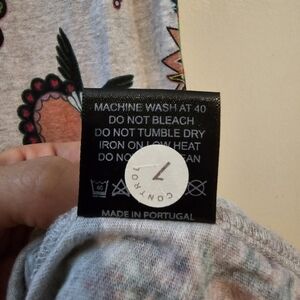 MACHINE WASH AT 40
DO NOT BLEACH
DO NOT TUMBLE DRY
IRON ON LOW HEAT
DO NO
7
CONTROL
MADE IN PORTUGAL